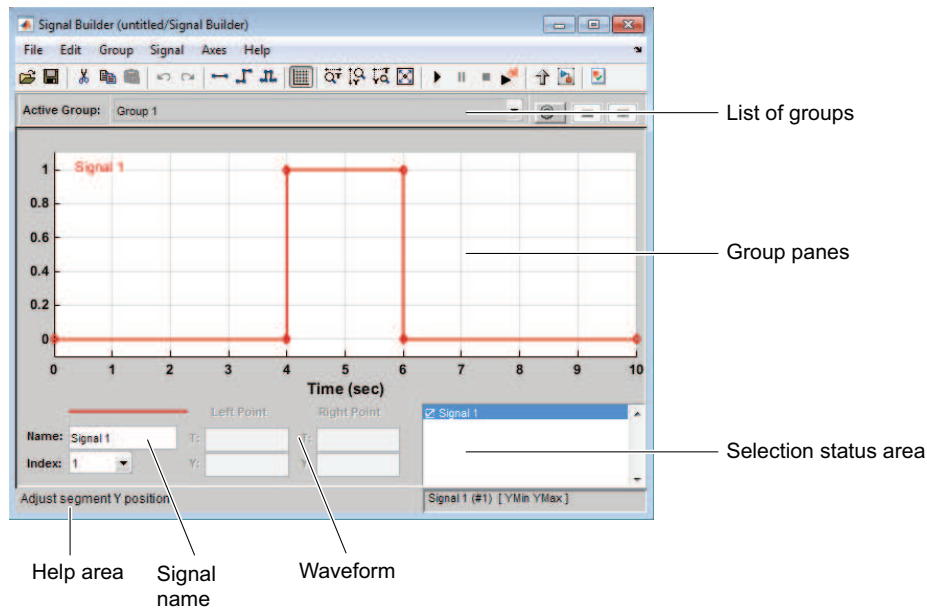 Signal Builder (untitled/Signal Builder)
File Edit Group Signal Axes Help
Active Group: Group 1
List of groups
Signal 1
1
0.8
0.6
0.4
0.2
0
Group panes
0 1 2 3 4 5 6 7 8 9 10
Time (sec)
Left Point Right Point
Signal 1
Name: Signal 1 T: T:
Index: 1 Y: Y
Selection status area
Adjust segment Y position
Signal 1 (#1) [ YMin YMax ]
Help area
Signal name
Waveform